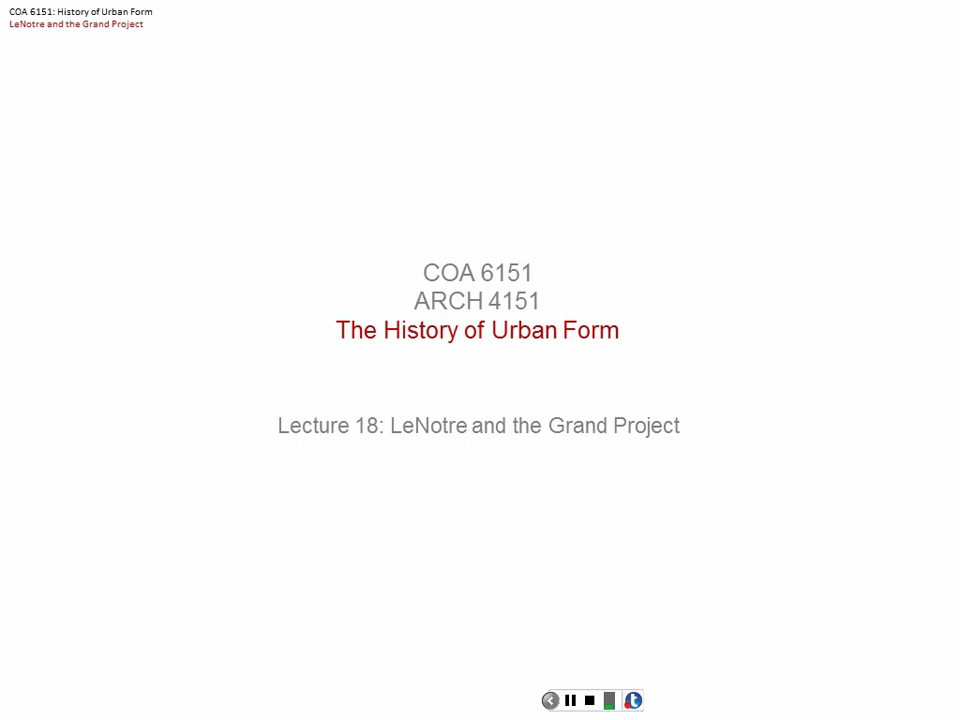 COA 6151: History of Urban Form
LeNotre and the Grand Project
COA 6151
ARCH 4151
The History of Urban Form
Lecture 18: LeNotre and the Grand Project